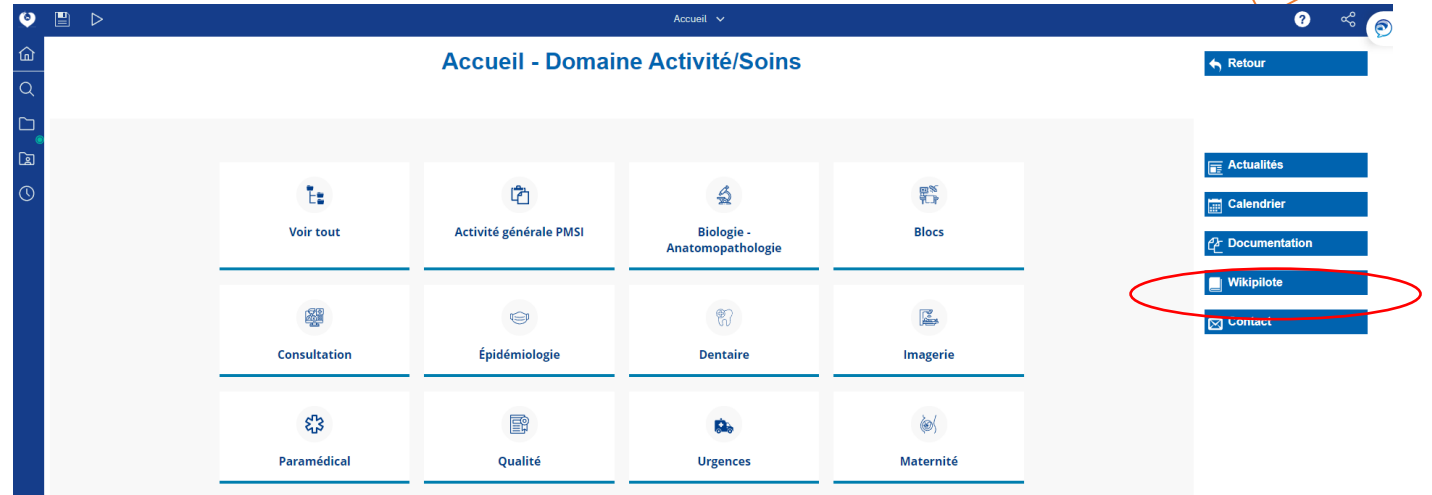 Accueil
?
Accueil - Domaine Activité/Soins
Retour
Actualités
Calendrier
Documentation
Wikipilote
Contact
Voir tout
Activité générale PMSI
Biologie -
Anatomopathologie
Blocs
Consultation
Épidémiologie
Dentaire
Imagerie
Paramédical
Qualité
Urgences
Maternité